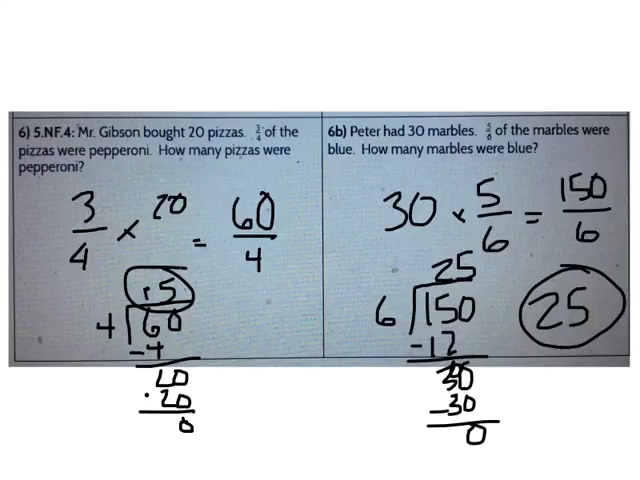 6) 5.NF.4: Mr. Gibson bought 20 pizzas. 3/4 of the
pizzas were pepperoni. How many pizzas were
pepperoni?
3/4 × 20 = 60/4
15
4 60
-4
20
-20
0
6b) Peter had 30 marbles. 5/6 of the marbles were
blue. How many marbles were blue?
30 × 5/6 = 150/6
25
6 150
-12
30
-30
0
25